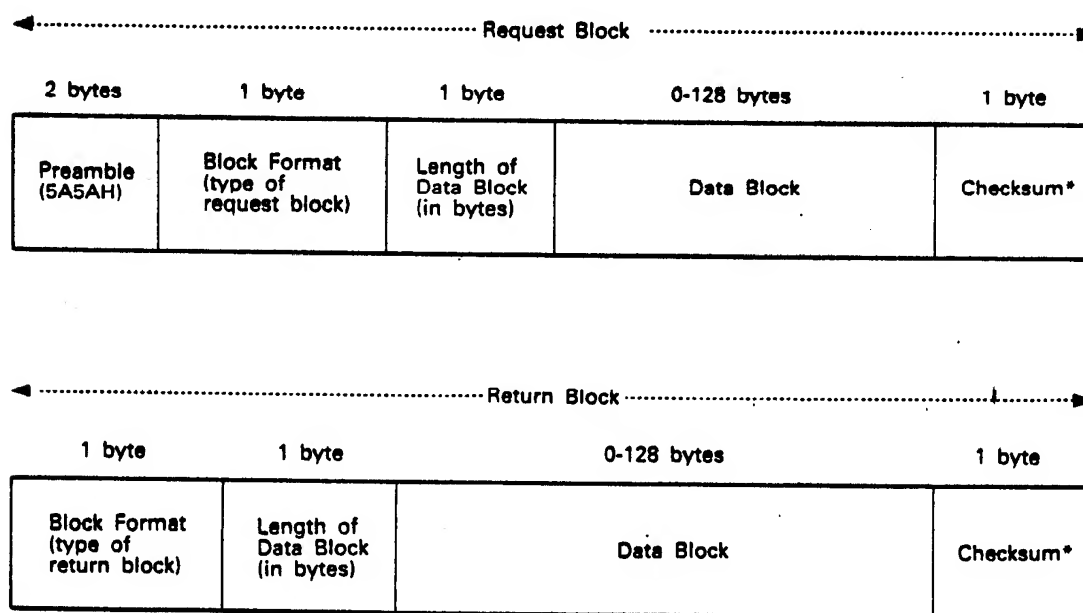 Request Block
2 bytes 1 byte 1 byte 0-128 bytes 1 byte
Preamble
(5A5AH)
Block Format
(type of
request block)
Length of
Data Block
(in bytes)
Data Block
Checksum*
Return Block
1 byte 1 byte 0-128 bytes 1 byte
Block Format
(type of
return block)
Length of
Data Block
(in bytes)
Data Block
Checksum*